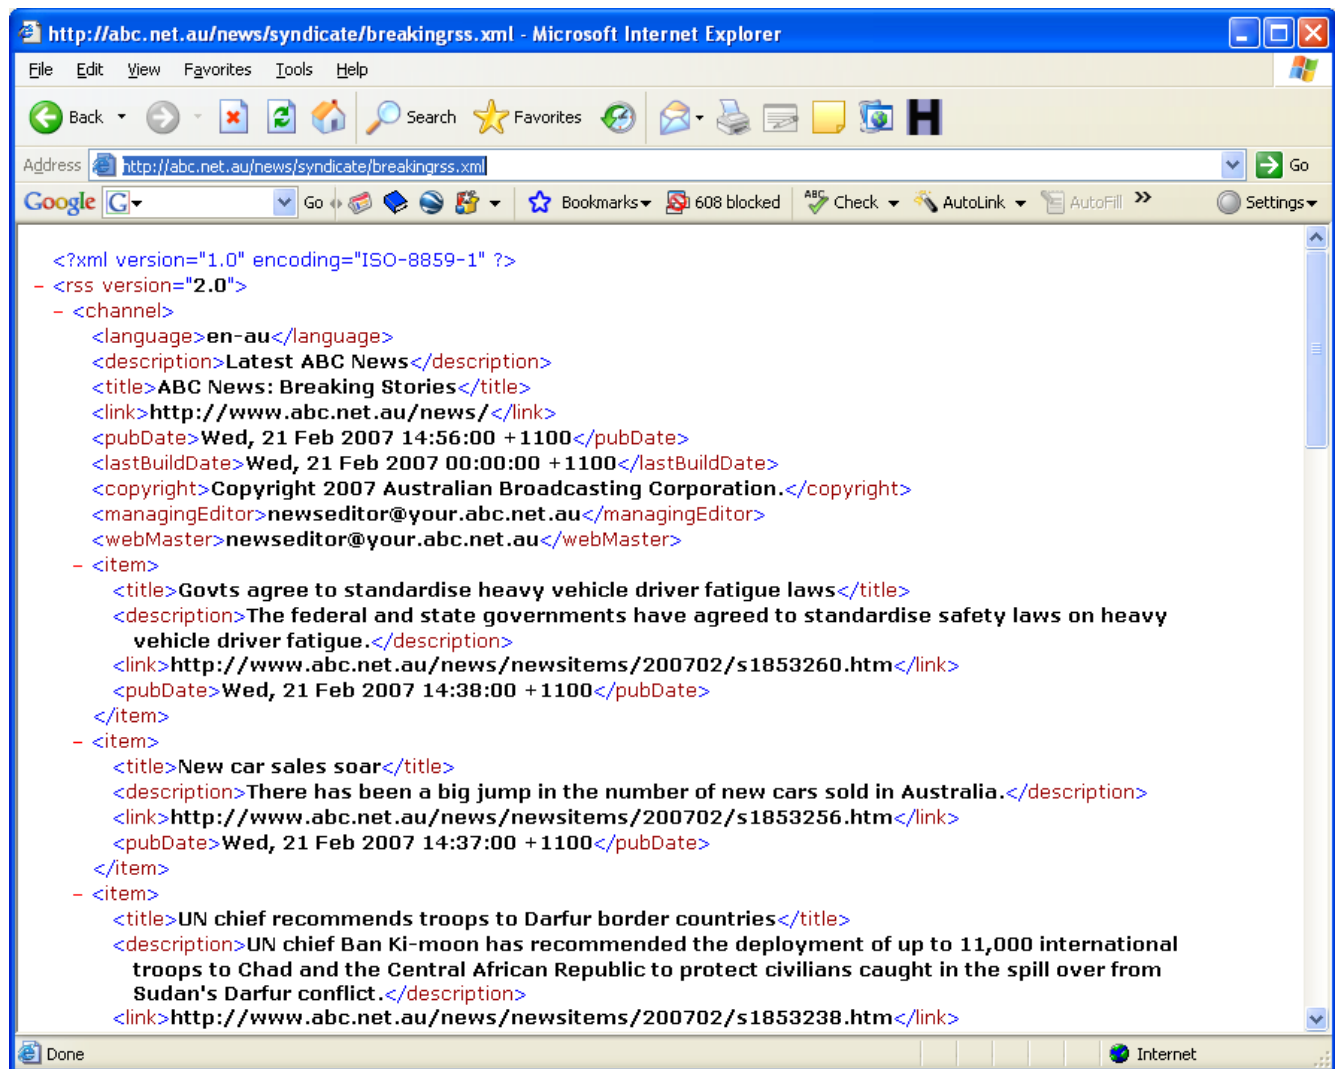 http://abc.net.au/news/syndicate/breakingrss.xml - Microsoft Internet Explorer
File Edit View Favorites Tools Help
Back Search Favorites H
Address http://abc.net.au/news/syndicate/breakingrss.xml Go
Google G Go Bookmarks 608 blocked ABC Check AutoLink AutoFill >> Settings
<?xml version="1.0" encoding="ISO-8859-1" ?>
- <rss version="2.0">
- <channel>
<language>en-au</language>
<description>Latest ABC News</description>
<title>ABC News: Breaking Stories</title>
<link>http://www.abc.net.au/news/</link>
<pubDate>Wed, 21 Feb 2007 14:56:00 +1100</pubDate>
<lastBuildDate>Wed, 21 Feb 2007 00:00:00 +1100</lastBuildDate>
<copyright>Copyright 2007 Australian Broadcasting Corporation.</copyright>
<managingEditor>newseditor@your.abc.net.au</managingEditor>
<webMaster>newseditor@your.abc.net.au</webMaster>
- <item>
<title>Govts agree to standardise heavy vehicle driver fatigue laws</title>
<description>The federal and state governments have agreed to standardise safety laws on heavy
vehicle driver fatigue.</description>
<link>http://www.abc.net.au/news/newsitems/200702/s1853260.htm</link>
<pubDate>Wed, 21 Feb 2007 14:38:00 +1100</pubDate>
</item>
- <item>
<title>New car sales soar</title>
<description>There has been a big jump in the number of new cars sold in Australia.</description>
<link>http://www.abc.net.au/news/newsitems/200702/s1853256.htm</link>
<pubDate>Wed, 21 Feb 2007 14:37:00 +1100</pubDate>
</item>
- <item>
<title>UN chief recommends troops to Darfur border countries</title>
<description>UN chief Ban Ki-moon has recommended the deployment of up to 11,000 international
troops to Chad and the Central African Republic to protect civilians caught in the spill over from
Sudan's Darfur conflict.</description>
<link>http://www.abc.net.au/news/newsitems/200702/s1853238.htm</link>
Done Internet